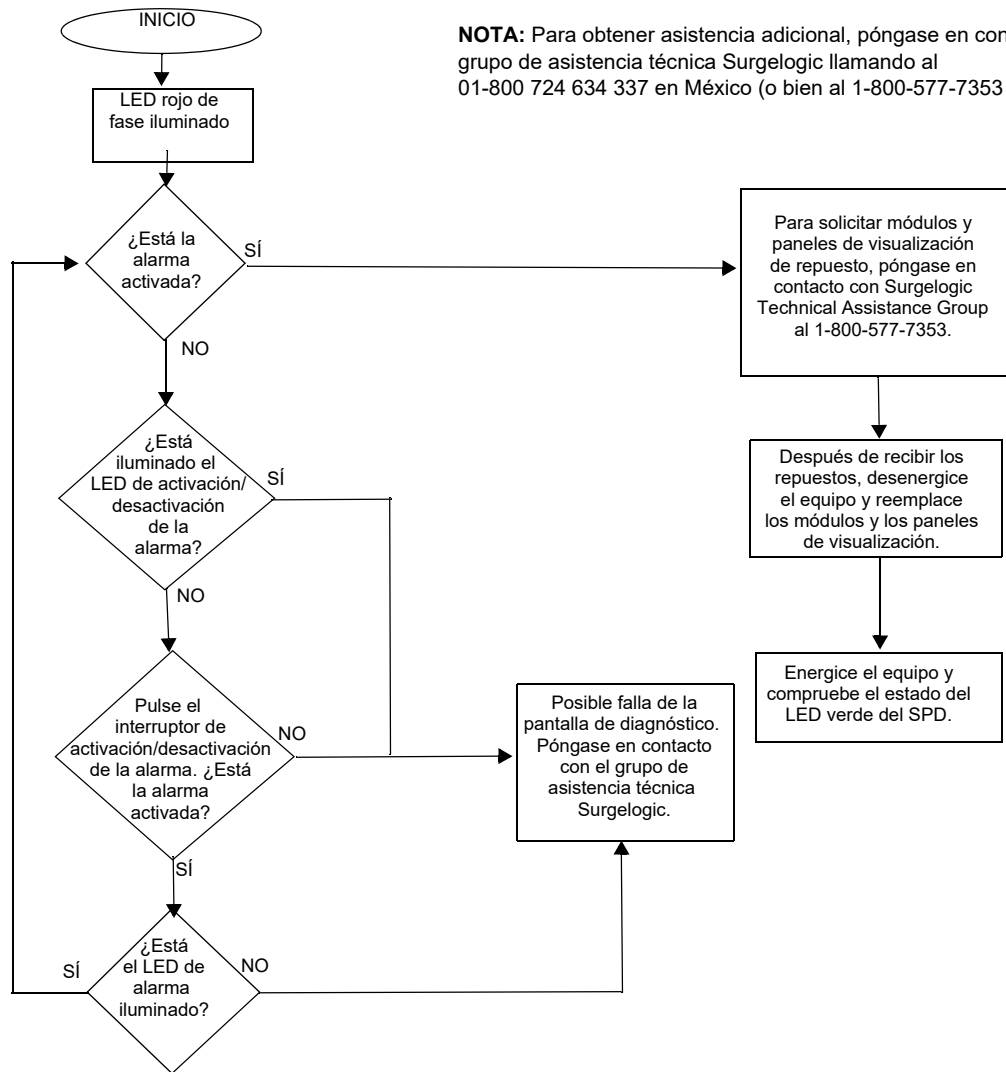 INICIO
NOTA: Para obtener asistencia adicional, póngase en con
grupo de asistencia técnica Surgelogic llamando al
01-800 724 634 337 en México (o bien al 1-800-577-7353
LED rojo de
fase iluminado
¿Está la
alarma
activada?
SÍ
NO
Para solicitar módulos y
paneles de visualización
de repuesto, póngase en
contacto con Surgelogic
Technical Assistance Group
al 1-800-577-7353.
¿Está
iluminado el
LED de activación/
desactivación
de la
alarma?
SÍ
NO
Después de recibir los
repuestos, desenergice
el equipo y reemplace
los módulos y los paneles
de visualización.
Pulse el
interruptor de
activación/desactivación
de la alarma. ¿Está
la alarma
activada?
NO
SÍ
Posible falla de la
pantalla de diagnóstico.
Póngase en contacto
con el grupo de
asistencia técnica
Surgelogic.
Energice el equipo y
compruebe el estado del
LED verde del SPD.
¿Está
el LED de
alarma
iluminado?
SÍ
NO